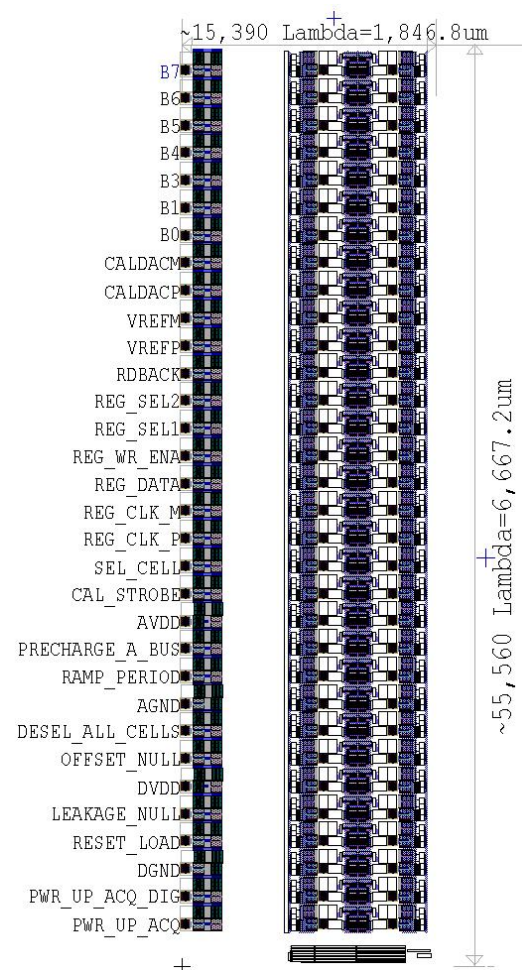 ~15,390 Lambda=1,846.8um
B7
B6
B5
B4
B3
B1
B0
CALDACM
CALDACP
VREFM
VREFP
RDBACK
REG_SEL2
REG_SEL1
REG_WR_ENA
REG_DATA
REG_CLK_M
REG_CLK_P
SEL_CELL
CAL_STROBE
AVDD
PRECHARGE_A_BUS
RAMP_PERIOD
AGND
DESEL_ALL_CELLS
OFFSET_NULL
DVDD
LEAKAGE_NULL
RESET_LOAD
DGND
PWR_UP_ACQ_DIG
PWR_UP_ACQ
~55,560 Lambda=6,667.2um